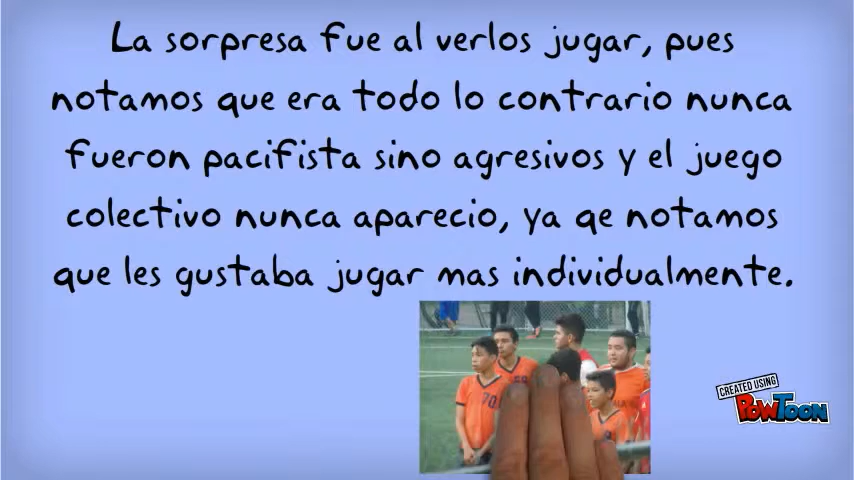 La sorpresa fue al verlos jugar, pues
notamos que era todo lo contrario nunca
fueron pacifista sino agresivos y el juego
colectivo nunca aparecio, ya qe notamos
que les gustaba jugar mas individualmente.
70
CREATED USING
PowToon